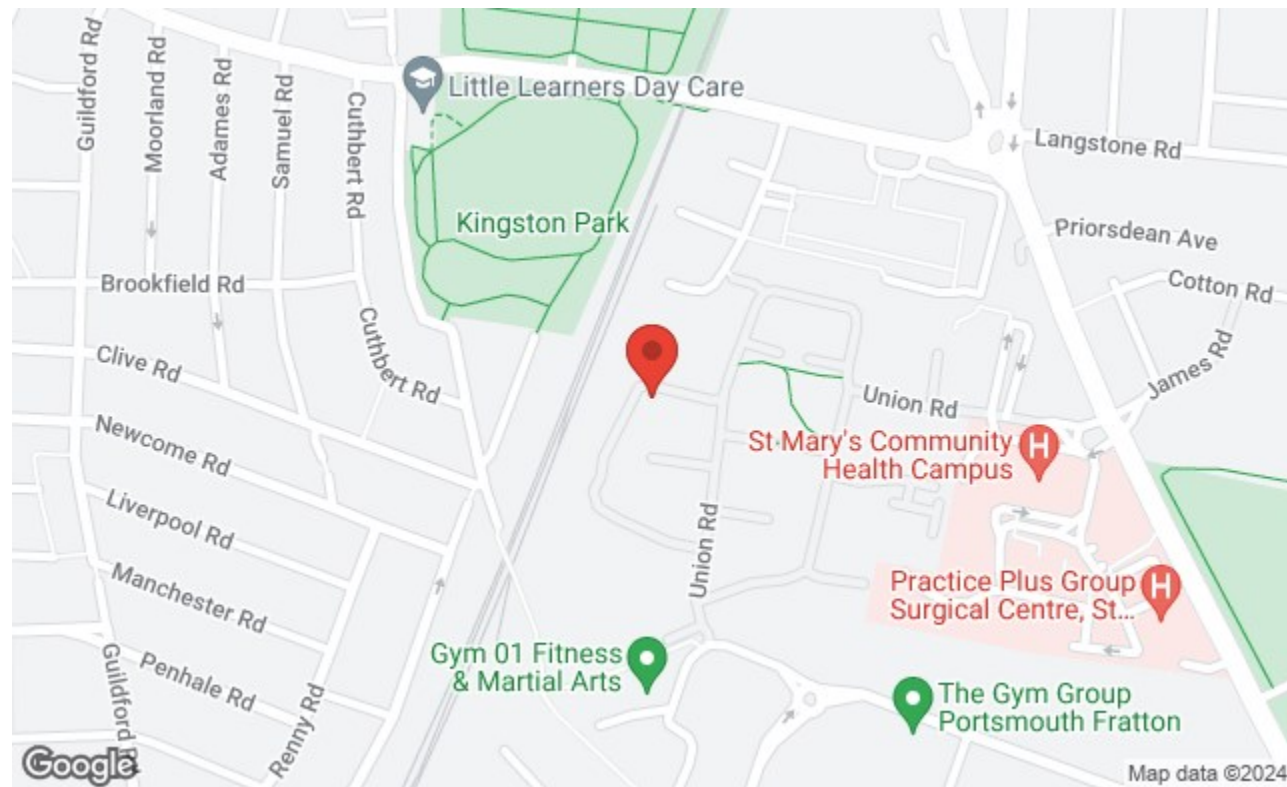 Guildford Rd
Moorland Rd
Adames Rd
Samuel Rd
Cuthbert Rd
Little Learners Day Care
Langstone Rd
Kingston Park
Priorsdean Ave
Brookfield Rd
Cotton Rd
Cuthbert Rd
Clive Rd
James Rd
Union Rd
Newcome Rd
St Mary's Community
Health Campus
Liverpool Rd
Union Rd
Manchester Rd
Practice Plus Group
Surgical Centre, St...
Penhale Rd
Guildford Rd
Gym 01 Fitness
& Martial Arts
Renny Rd
The Gym Group
Portsmouth Fratton
Google
Map data ©2024